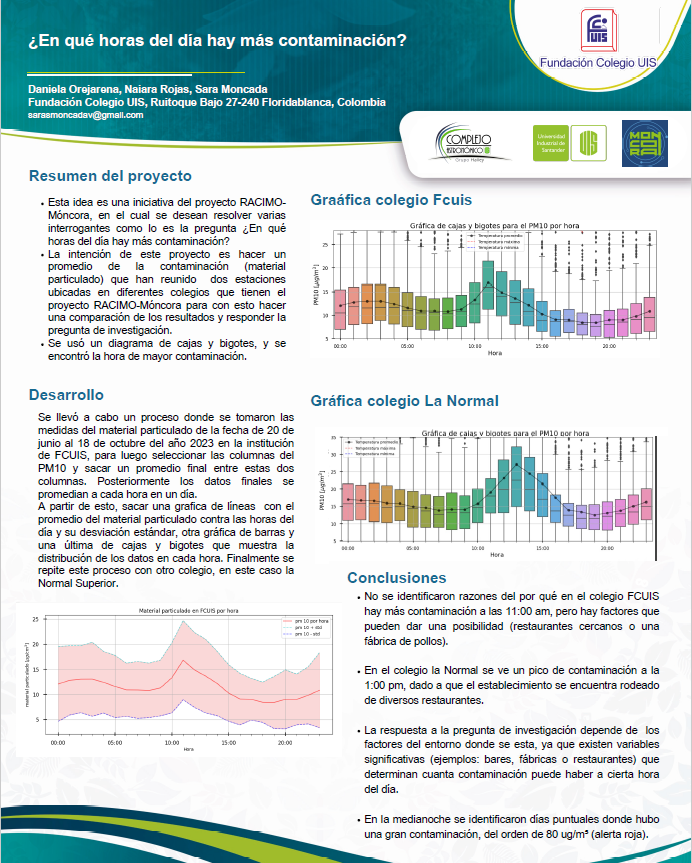 ¿En qué horas del día hay más contaminación?
Fundación Colegio UIS
Daniela Orejarena, Naiara Rojas, Sara Moncada
Fundación Colegio UIS, Ruitoque Bajo 27-240 Floridablanca, Colombia
sarasmoncadav@gmail.com
COMPLEJO
ASTRONÓMICO
Grupo Halley
Universidad
Industrial de
Santander
UIS
MON
CO
RA
Resumen del proyecto
• Esta idea es una iniciativa del proyecto RACIMO-
Móncora, en el cual se desean resolver varias
interrogantes como lo es la pregunta ¿En qué
horas del día hay más contaminación?
• La intención de este proyecto es hacer un
promedio de la contaminación (material
particulado) que han reunido dos estaciones
ubicadas en diferentes colegios que tienen el
proyecto RACIMO-Móncora para con esto hacer
una comparación de los resultados y responder la
pregunta de investigación.
• Se usó un diagrama de cajas y bigotes, y se
encontró la hora de mayor contaminación.
Graáfica colegio Fcuis
Gráfica de cajas y bigotes para el PM10 por hora
Temperatura promedio
Temperatura máxima
Temperatura mínima
PM10 [µg/m³]
25
20
15
10
5
00:00 05:00 10:00 15:00 20:00
Hora
Desarrollo
Se llevó a cabo un proceso donde se tomaron las
medidas del material particulado de la fecha de 20 de
junio al 18 de octubre del año 2023 en la institución
de FCUIS, para luego seleccionar las columnas del
PM10 y sacar un promedio final entre estas dos
columnas. Posteriormente los datos finales se
promedian a cada hora en un día.
A partir de esto, sacar una grafica de líneas con el
promedio del material particulado contra las horas del
día y su desviación estándar, otra gráfica de barras y
una última de cajas y bigotes que muestra la
distribución de los datos en cada hora. Finalmente se
repite este proceso con otro colegio, en este caso la
Normal Superior.
Gráfica colegio La Normal
Gráfica de cajas y bigotes para el PM10 por hora
Temperatura promedio
Temperatura máxima
Temperatura mínima
PM10 [µg/m³]
35
30
25
20
15
10
5
00:00 05:00 10:00 15:00 20:00
Hora
Material particulado en FCUIS por hora
pm 10 por hora
pm 10 + std
pm 10 - std
material particulado [µg/m³]
25
20
15
10
5
00:00 05:00 10:00 15:00 20:00
Hora
Conclusiones
• No se identificaron razones del por qué en el colegio FCUIS
hay más contaminación a las 11:00 am, pero hay factores que
pueden dar una posibilidad (restaurantes cercanos o una
fábrica de pollos).
• En el colegio la Normal se ve un pico de contaminación a la
1:00 pm, dado a que el establecimiento se encuentra rodeado
de diversos restaurantes.
• La respuesta a la pregunta de investigación depende de los
factores del entorno donde se esta, ya que existen variables
significativas (ejemplos: bares, fábricas o restaurantes) que
determinan cuanta contaminación puede haber a cierta hora
del día.
• En la medianoche se identificaron días puntuales donde hubo
una gran contaminación, del orden de 80 ug/m³ (alerta roja).